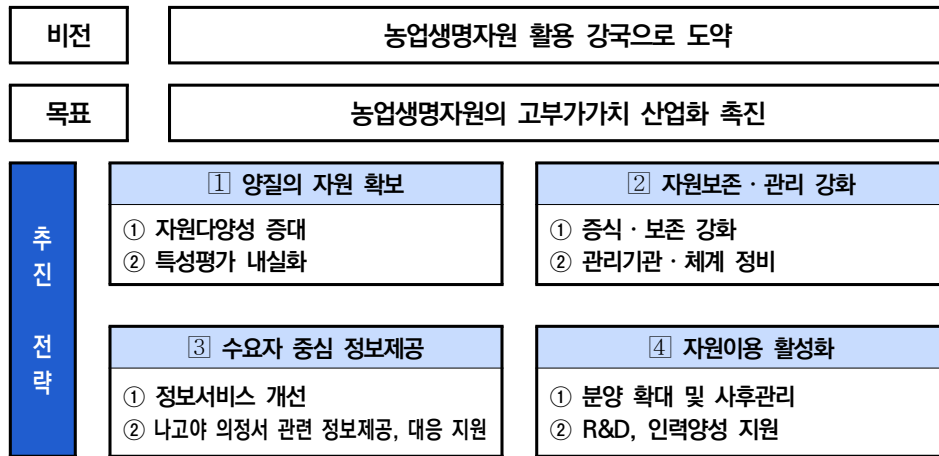 비전
농업생명자원 활용 강국으로 도약
목표
농업생명자원의 고부가가치 산업화 촉진
추진 전략
1 양질의 자원 확보
① 자원다양성 증대
② 특성평가 내실화
2 자원보존·관리 강화
① 증식·보존 강화
② 관리기관·체계 정비
3 수요자 중심 정보제공
① 정보서비스 개선
② 나고야 의정서 관련 정보제공, 대응 지원
4 자원이용 활성화
① 분양 확대 및 사후관리
② R&D, 인력양성 지원